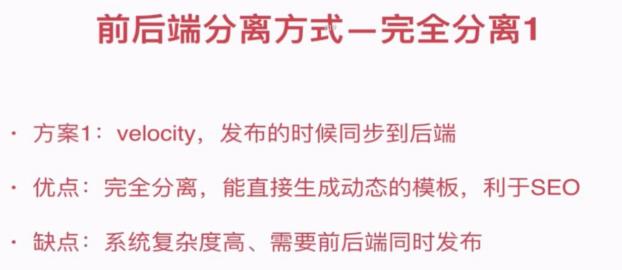 前后端分离方式—完全分离1
· 方案1：velocity，发布的时候同步到后端
· 优点：完全分离，能直接生成动态的模板，利于SEO
· 缺点：系统复杂度高、需要前后端同时发布